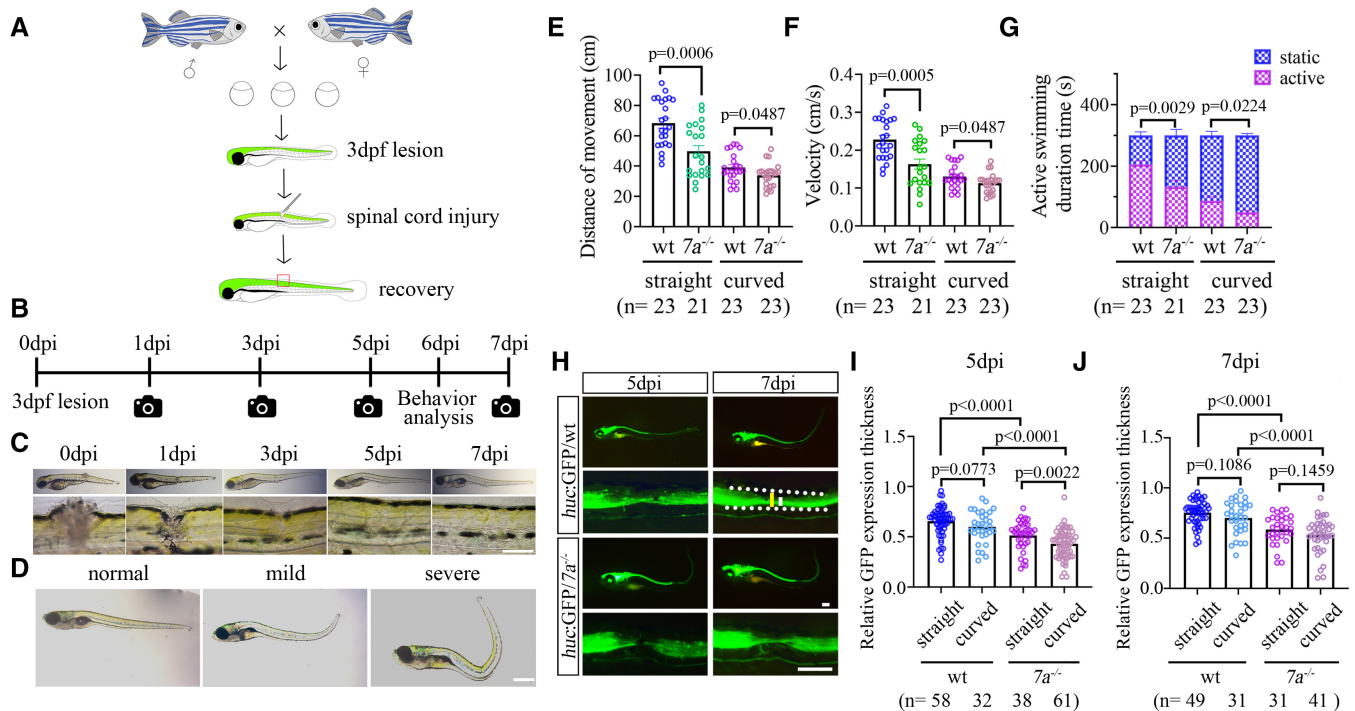 A
×
♂
♀
3dpf lesion
spinal cord injury
recovery
B
0dpi 1dpi 3dpi 5dpi 6dpi 7dpi
3dpf lesion
Behavior
analysis
C
0dpi 1dpi 3dpi 5dpi 7dpi
D
normal mild severe
E
Distance of movement (cm)
p=0.0006
p=0.0487
100
80
60
40
20
0
wt 7a-/- wt 7a-/-
straight curved
(n= 23 21 23 23)
F
Velocity (cm/s)
p=0.0005
p=0.0487
0.4
0.3
0.2
0.1
0.0
wt 7a-/- wt 7a-/-
straight curved
(n= 23 21 23 23)
G
static
active
Active swimming
duration time (s)
p=0.0029 p=0.0224
400
200
0
wt 7a-/- wt 7a-/-
straight curved
(n= 23 21 23 23)
H
5dpi 7dpi
huc:GFP/wt
huc:GFP/7a-/-
I
5dpi
Relative GFP expression thickness
p<0.0001
p<0.0001
p=0.0773 p=0.0022
1.5
1.0
0.5
0.0
straight curved straight curved
wt 7a-/-
(n= 58 32 38 61)
J
7dpi
Relative GFP expression thickness
p<0.0001
p<0.0001
p=0.1086 p=0.1459
1.5
1.0
0.5
0.0
straight curved straight curved
wt 7a-/-
(n= 49 31 31 41 )